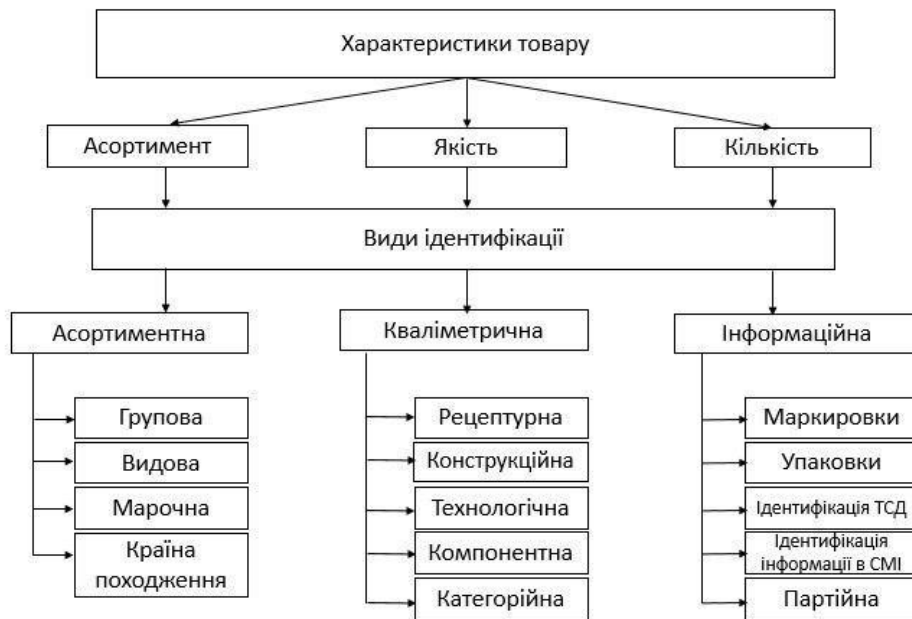 Характеристики товару
Асортимент
Якість
Кількість
Види ідентифікації
Асортиментна
Кваліметрична
Інформаційна
Групова
Видова
Марочна
Країна
походження
Рецептурна
Конструкційна
Технологічна
Компонентна
Категорійна
Маркировки
Упаковки
Ідентифікація ТСД
Ідентифікація
інформації в СМІ
Партійна